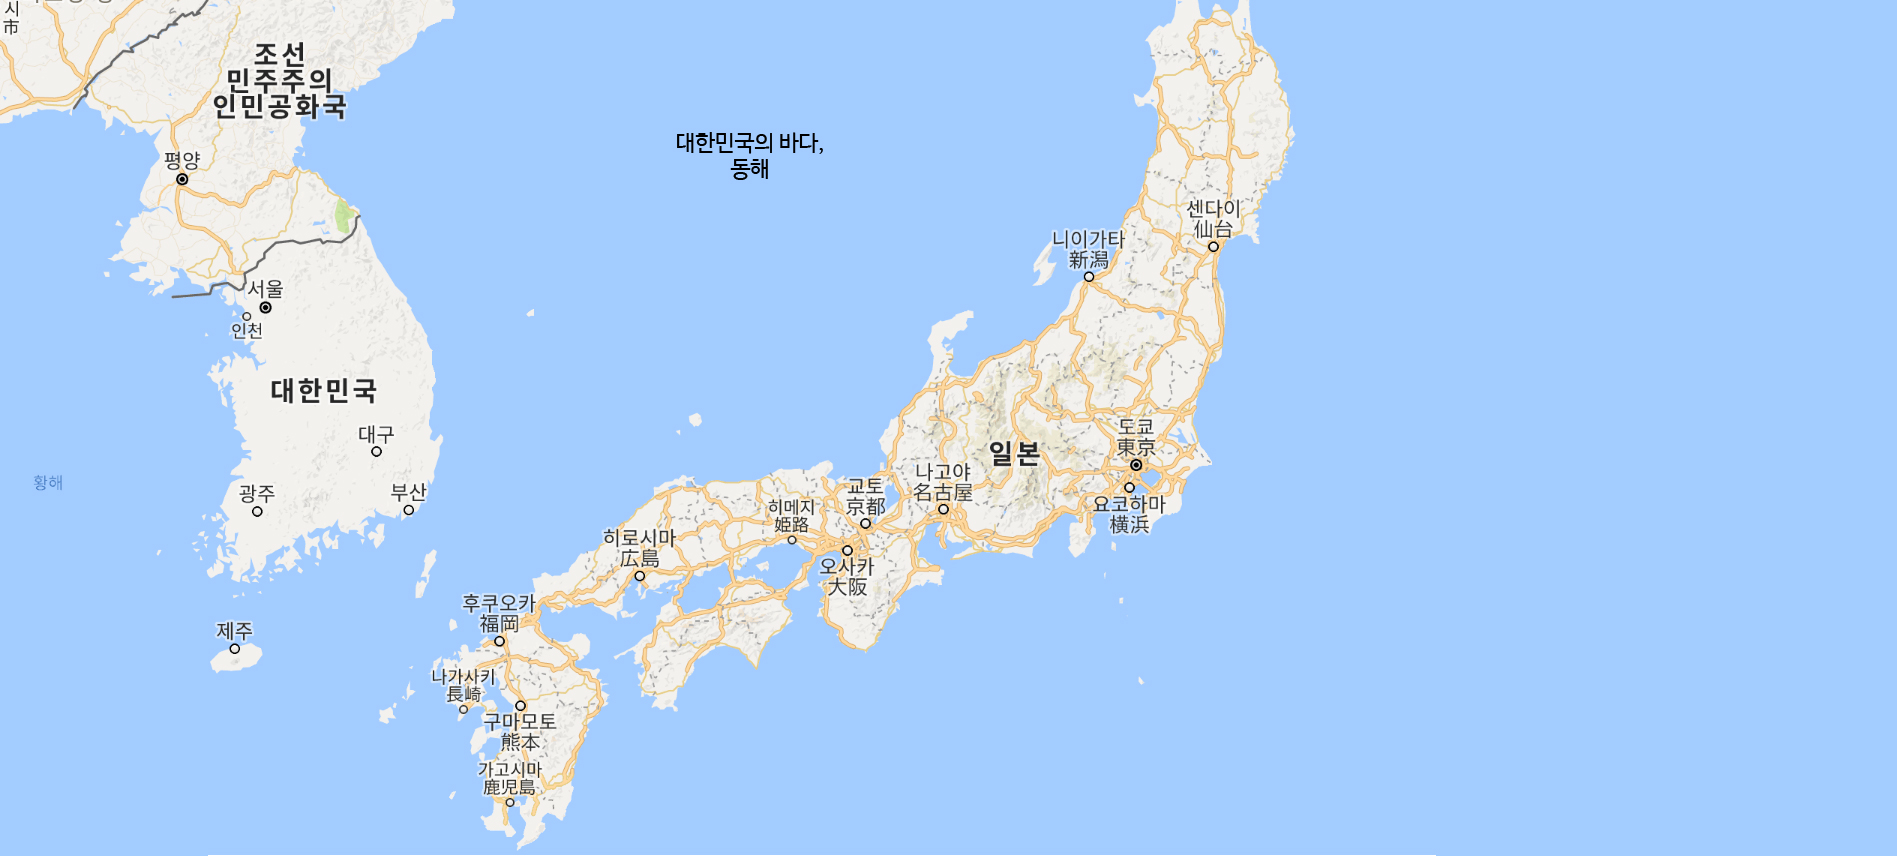 시
市
조선
민주주의
인민공화국
대한민국의 바다,
동해
평양
센다이
仙台
니이가타
新潟
서울
인천
대한민국
도쿄
東京
대구
일본
나고야
名古屋
황해
광주
부산
교토
京都
히메지
姫路
요코하마
横浜
히로시마
広島
오사카
大阪
후쿠오카
福岡
제주
나가사키
長崎
구마모토
熊本
가고시마
鹿児島